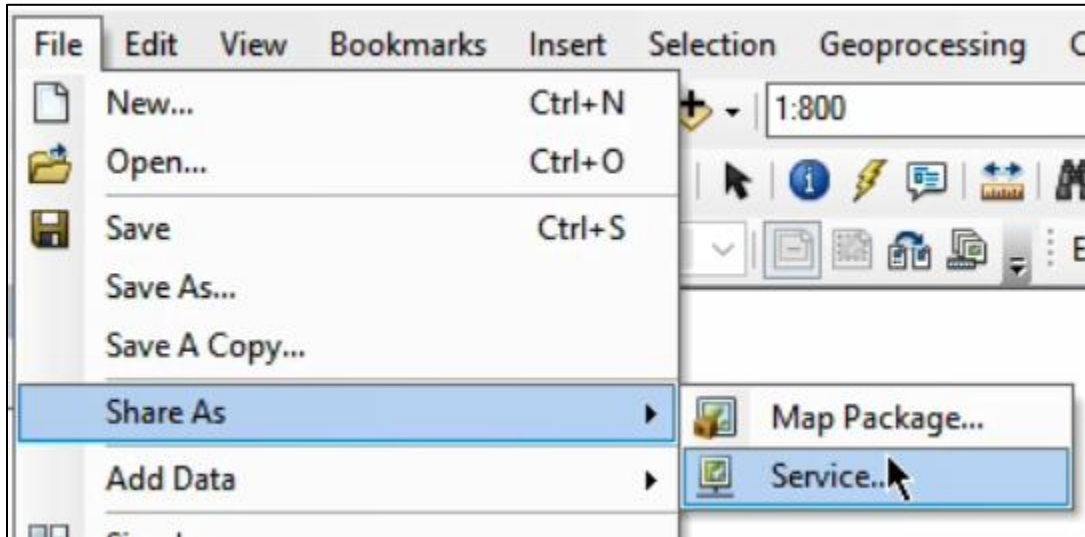 File Edit View Bookmarks Insert Selection Geoprocessing
New... Ctrl+N
1:800
Open... Ctrl+O
Save Ctrl+S
Save As...
Save A Copy...
Share As
Map Package...
Add Data
Service...